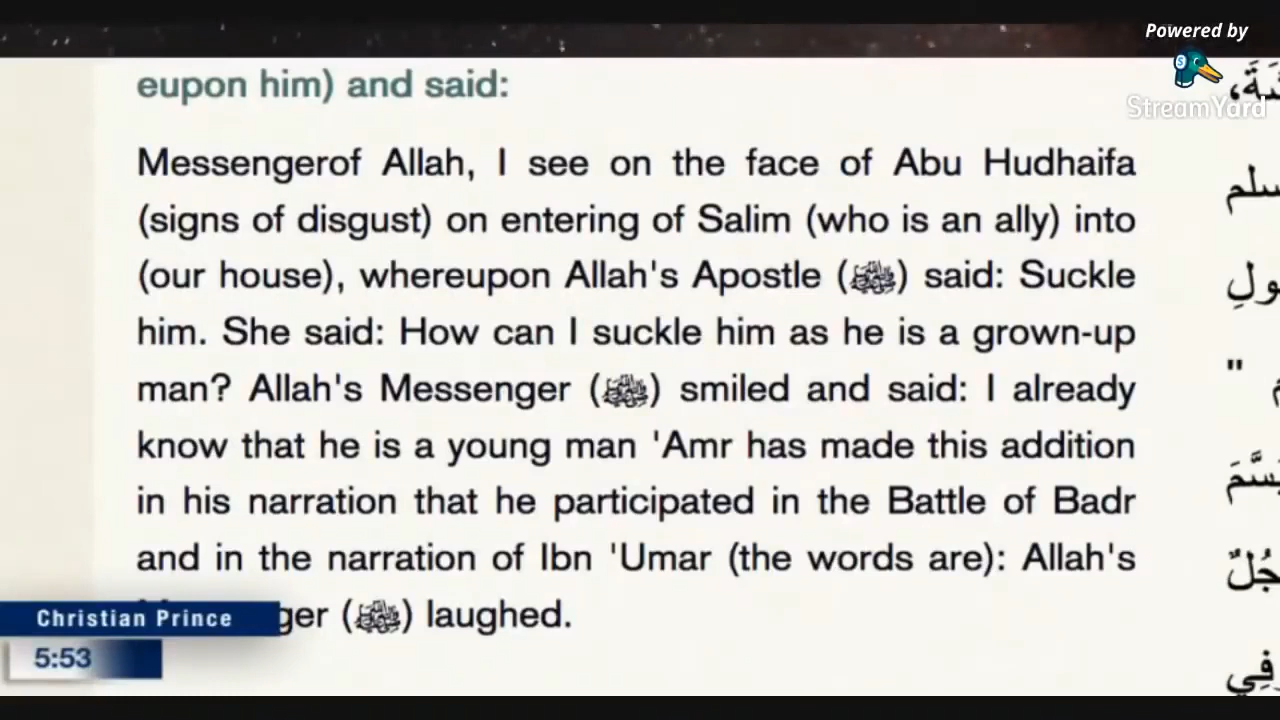 Powered by
StreamYard
eupon him) and said:
Messengerof Allah, I see on the face of Abu Hudhaifa
(signs of disgust) on entering of Salim (who is an ally) into
(our house), whereupon Allah's Apostle (ﷺ) said: Suckle
him. She said: How can I suckle him as he is a grown-up
man? Allah's Messenger (ﷺ) smiled and said: I already
know that he is a young man 'Amr has made this addition
in his narration that he participated in the Battle of Badr
and in the narration of Ibn 'Umar (the words are): Allah's
ger (ﷺ) laughed.
Christian Prince
5:53